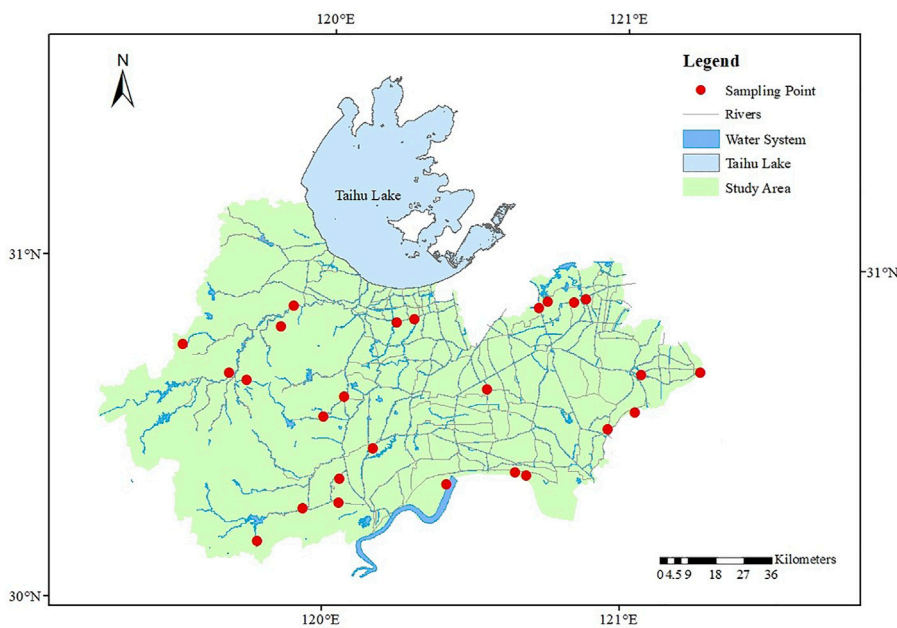 120°E
121°E
N
Legend
Sampling Point
Rivers
Water System
Taihu Lake
Study Area
Taihu Lake
31°N
31°N
Kilometers
0 4.5 9 18 27 36
30°N
120°E
121°E